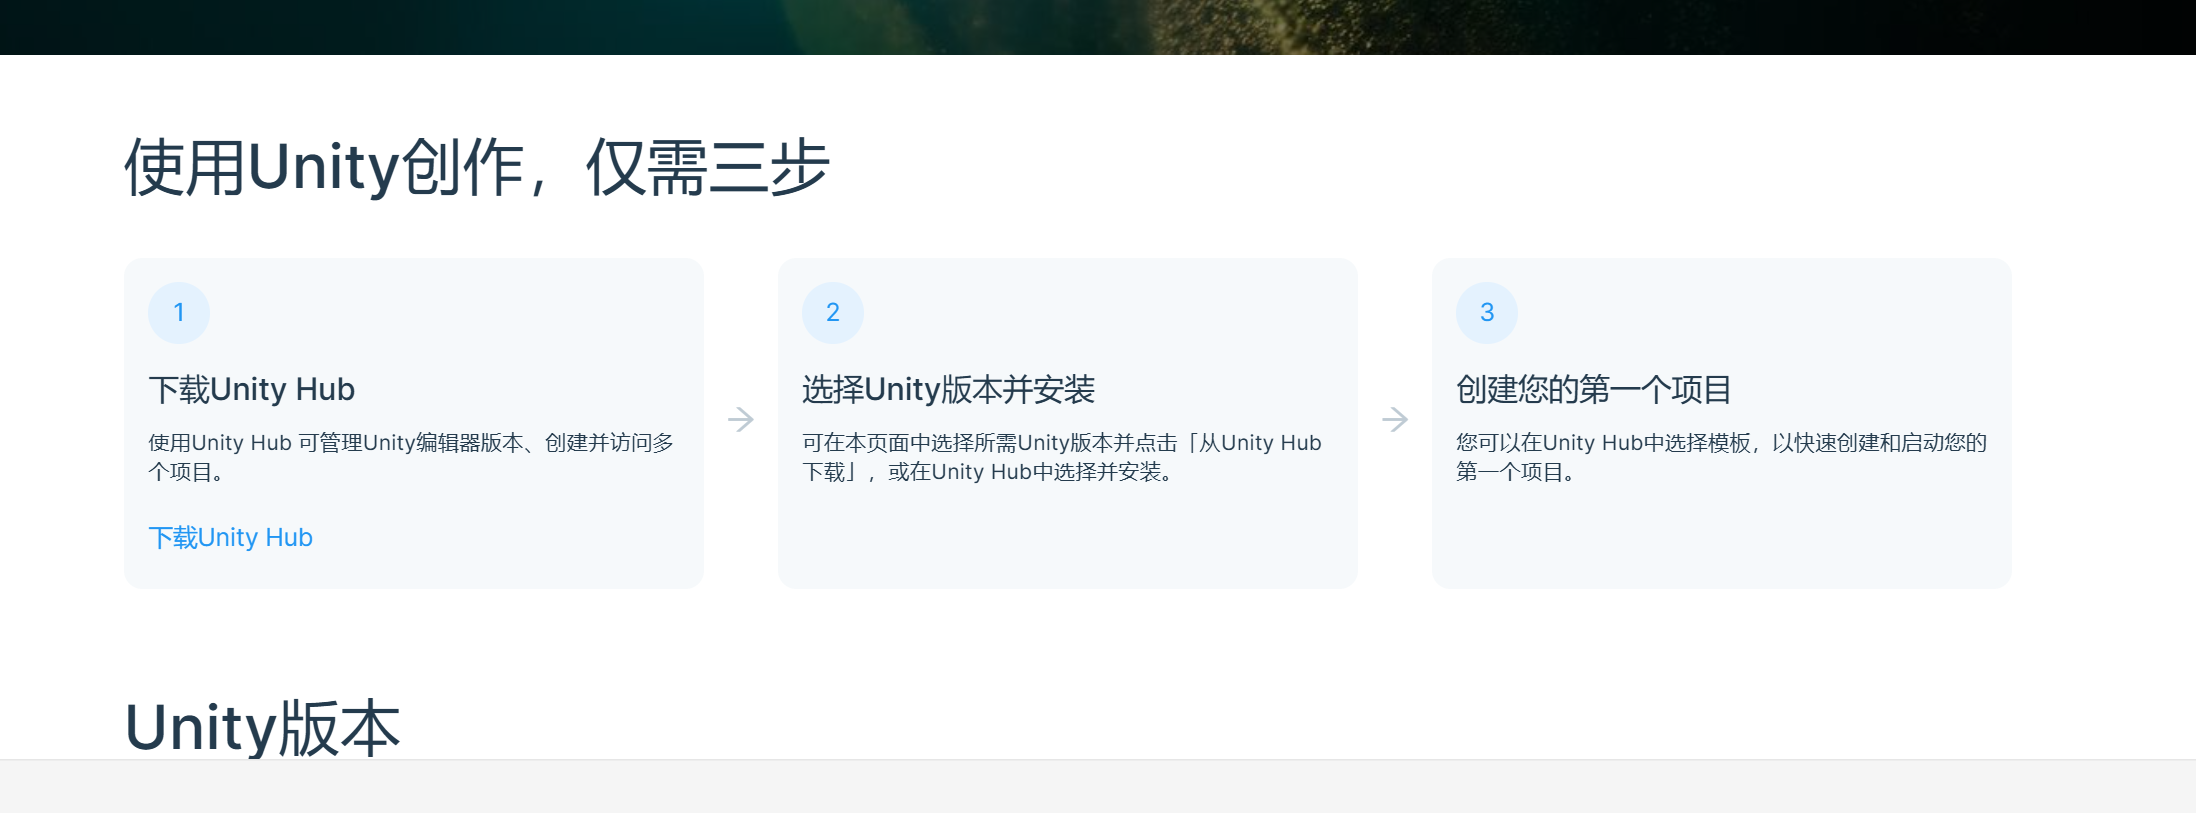 使用Unity创作，仅需三步
1
下载Unity Hub
使用Unity Hub 可管理Unity编辑器版本、创建并访问多
个项目。
下载Unity Hub
2
选择Unity版本并安装
可在本页面中选择所需Unity版本并点击「从Unity Hub
下载」，或在Unity Hub中选择并安装。
3
创建您的第一个项目
您可以在Unity Hub中选择模板，以快速创建和启动您的
第一个项目。
Unity版本